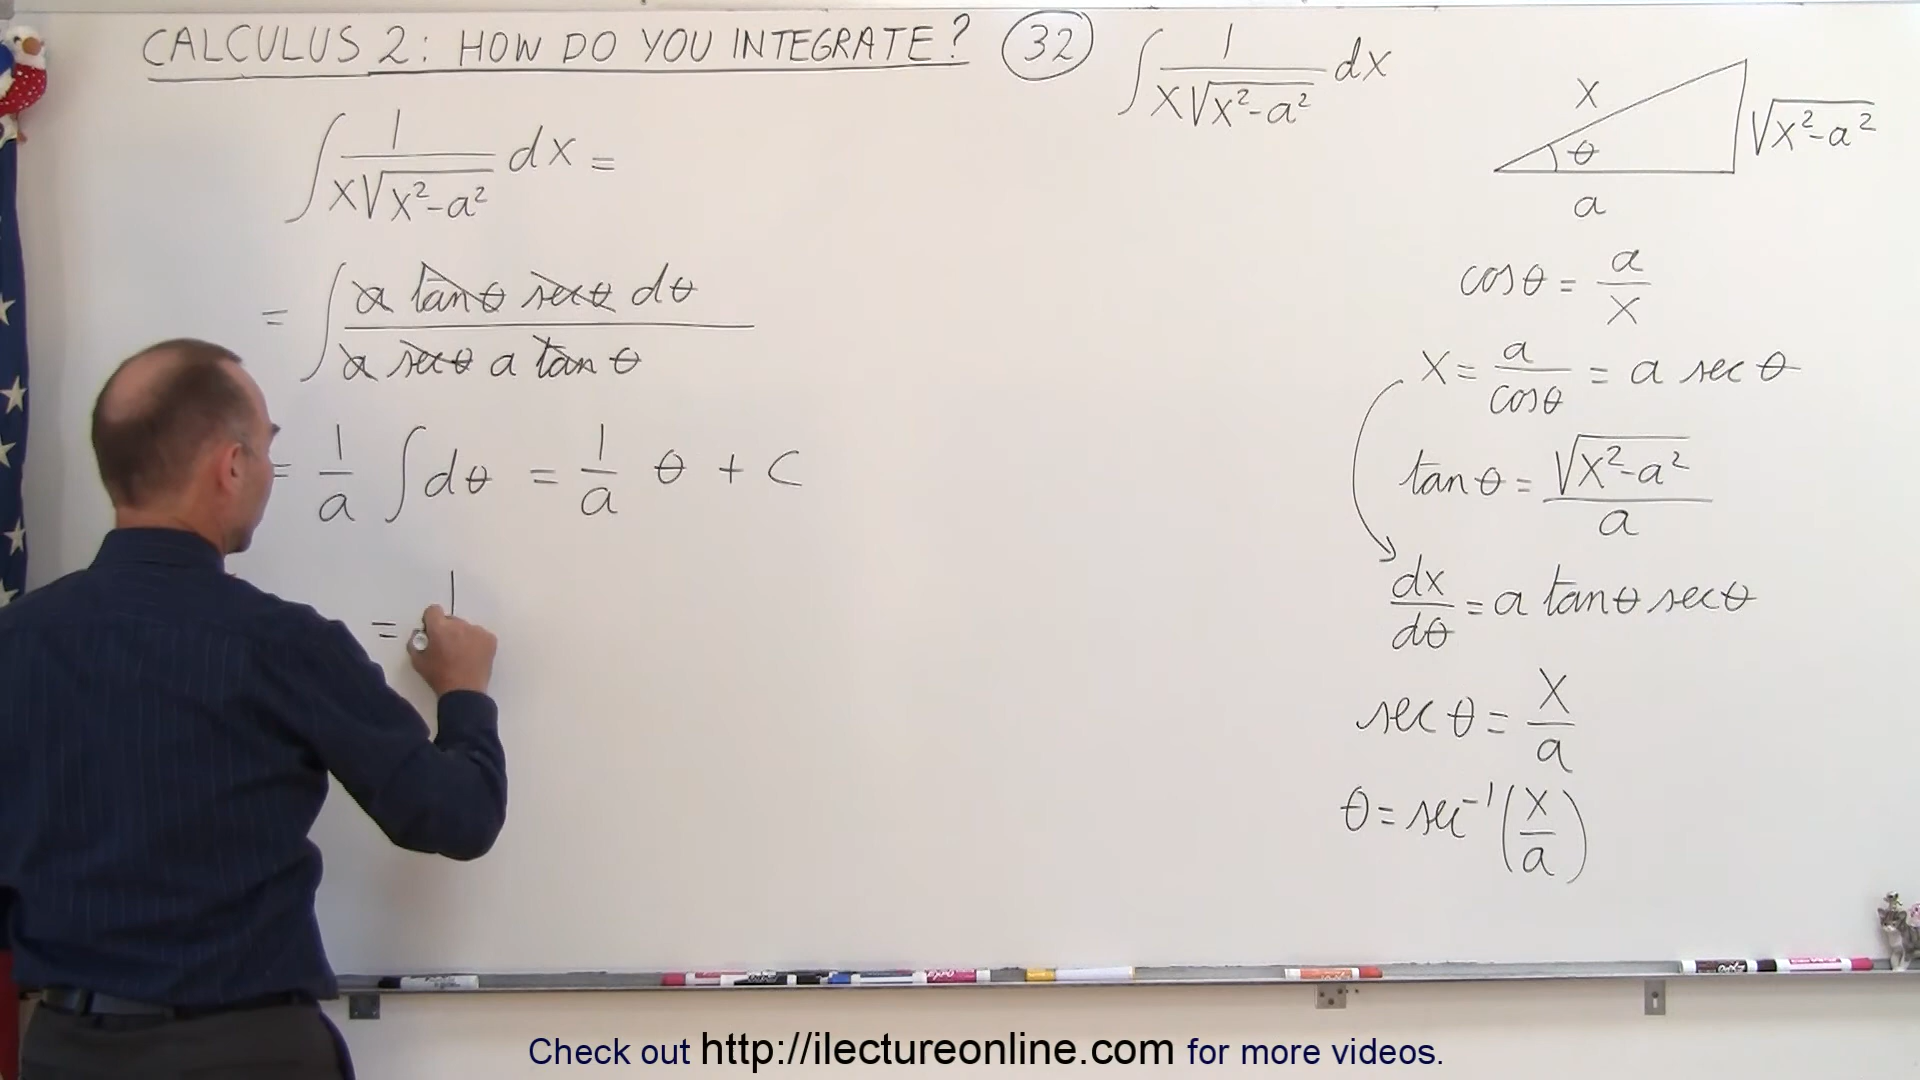 CALCULUS 2: HOW DO YOU INTEGRATE? 32 ∫ 1/(x√(x²-a²)) dx
∫ 1/(x√(x²-a²)) dx =
= ∫ (a tanθ secθ dθ)/(a secθ a tanθ)
= 1/a ∫ dθ = 1/a θ + C
= 1
x
θ
√(x²-a²)
a
cosθ = a/x
x = a/cosθ = a secθ
tanθ = √(x²-a²)/a
dx/dθ = a tanθ secθ
secθ = x/a
θ = sec⁻¹(x/a)
Check out http://ilectureonline.com for more videos.